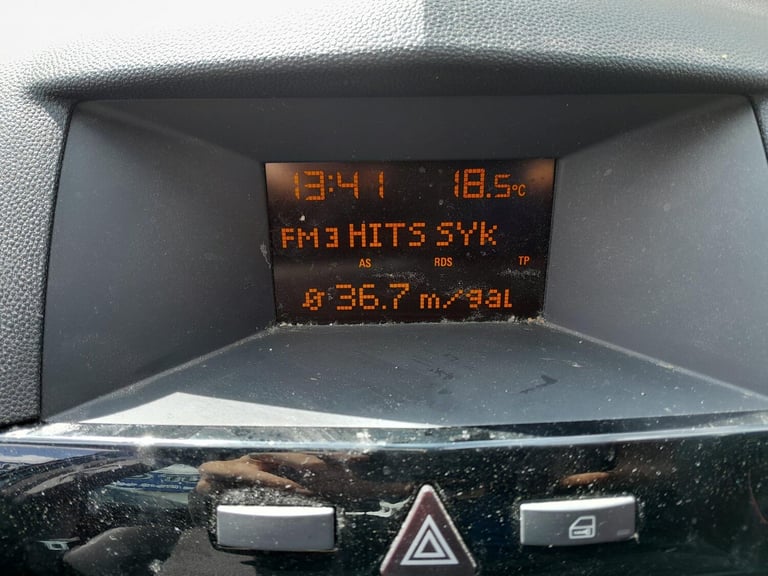 13:41 18.5°C
FM3 HITS SYk
AS RDS TP
Ø 36.7 m/gal